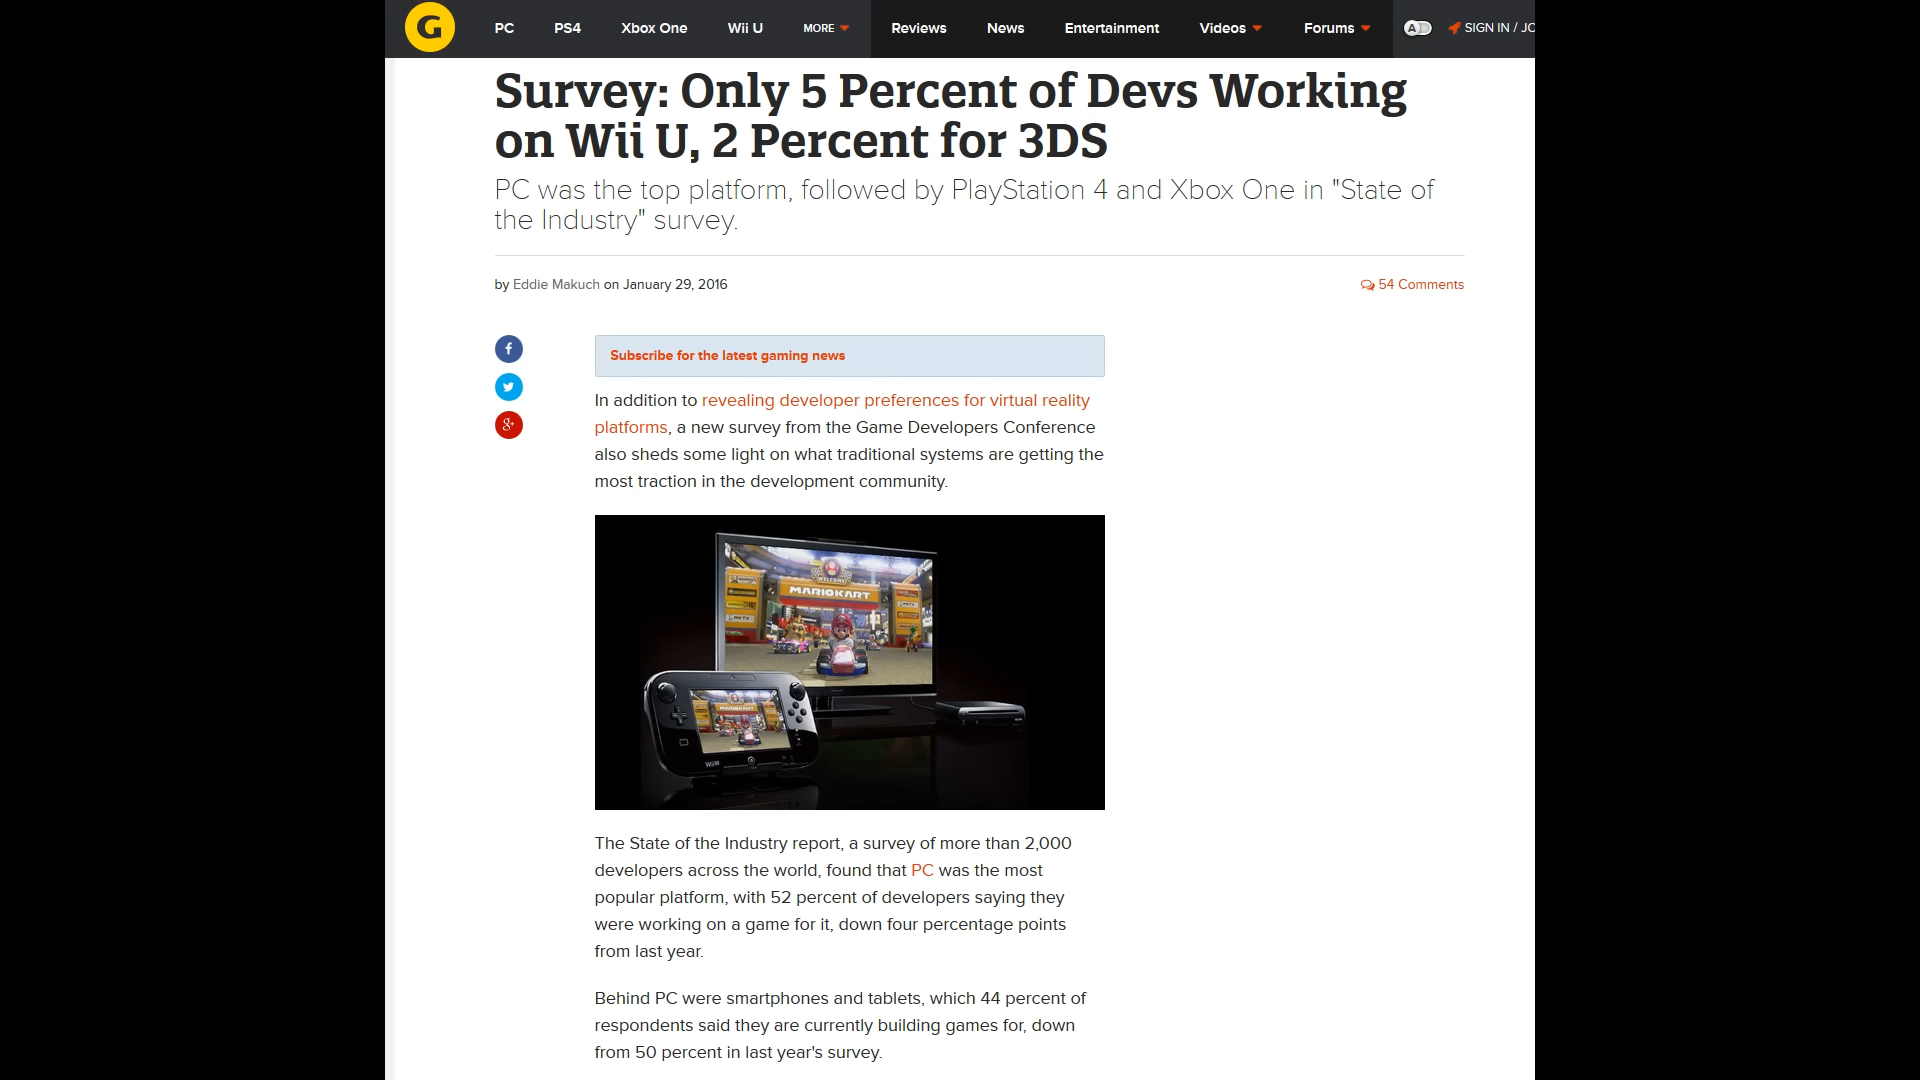 G PC PS4 Xbox One Wii U MORE Reviews News Entertainment Videos Forums A SIGN IN / JO
Survey: Only 5 Percent of Devs Working
on Wii U, 2 Percent for 3DS
PC was the top platform, followed by PlayStation 4 and Xbox One in "State of
the Industry" survey.
by Eddie Makuch on January 29, 2016
54 Comments
Subscribe for the latest gaming news
In addition to revealing developer preferences for virtual reality
platforms, a new survey from the Game Developers Conference
also sheds some light on what traditional systems are getting the
most traction in the development community.
WELCOME
MARIOKART
MARIOKART
WiiU
The State of the Industry report, a survey of more than 2,000
developers across the world, found that PC was the most
popular platform, with 52 percent of developers saying they
were working on a game for it, down four percentage points
from last year.
Behind PC were smartphones and tablets, which 44 percent of
respondents said they are currently building games for, down
from 50 percent in last year's survey.